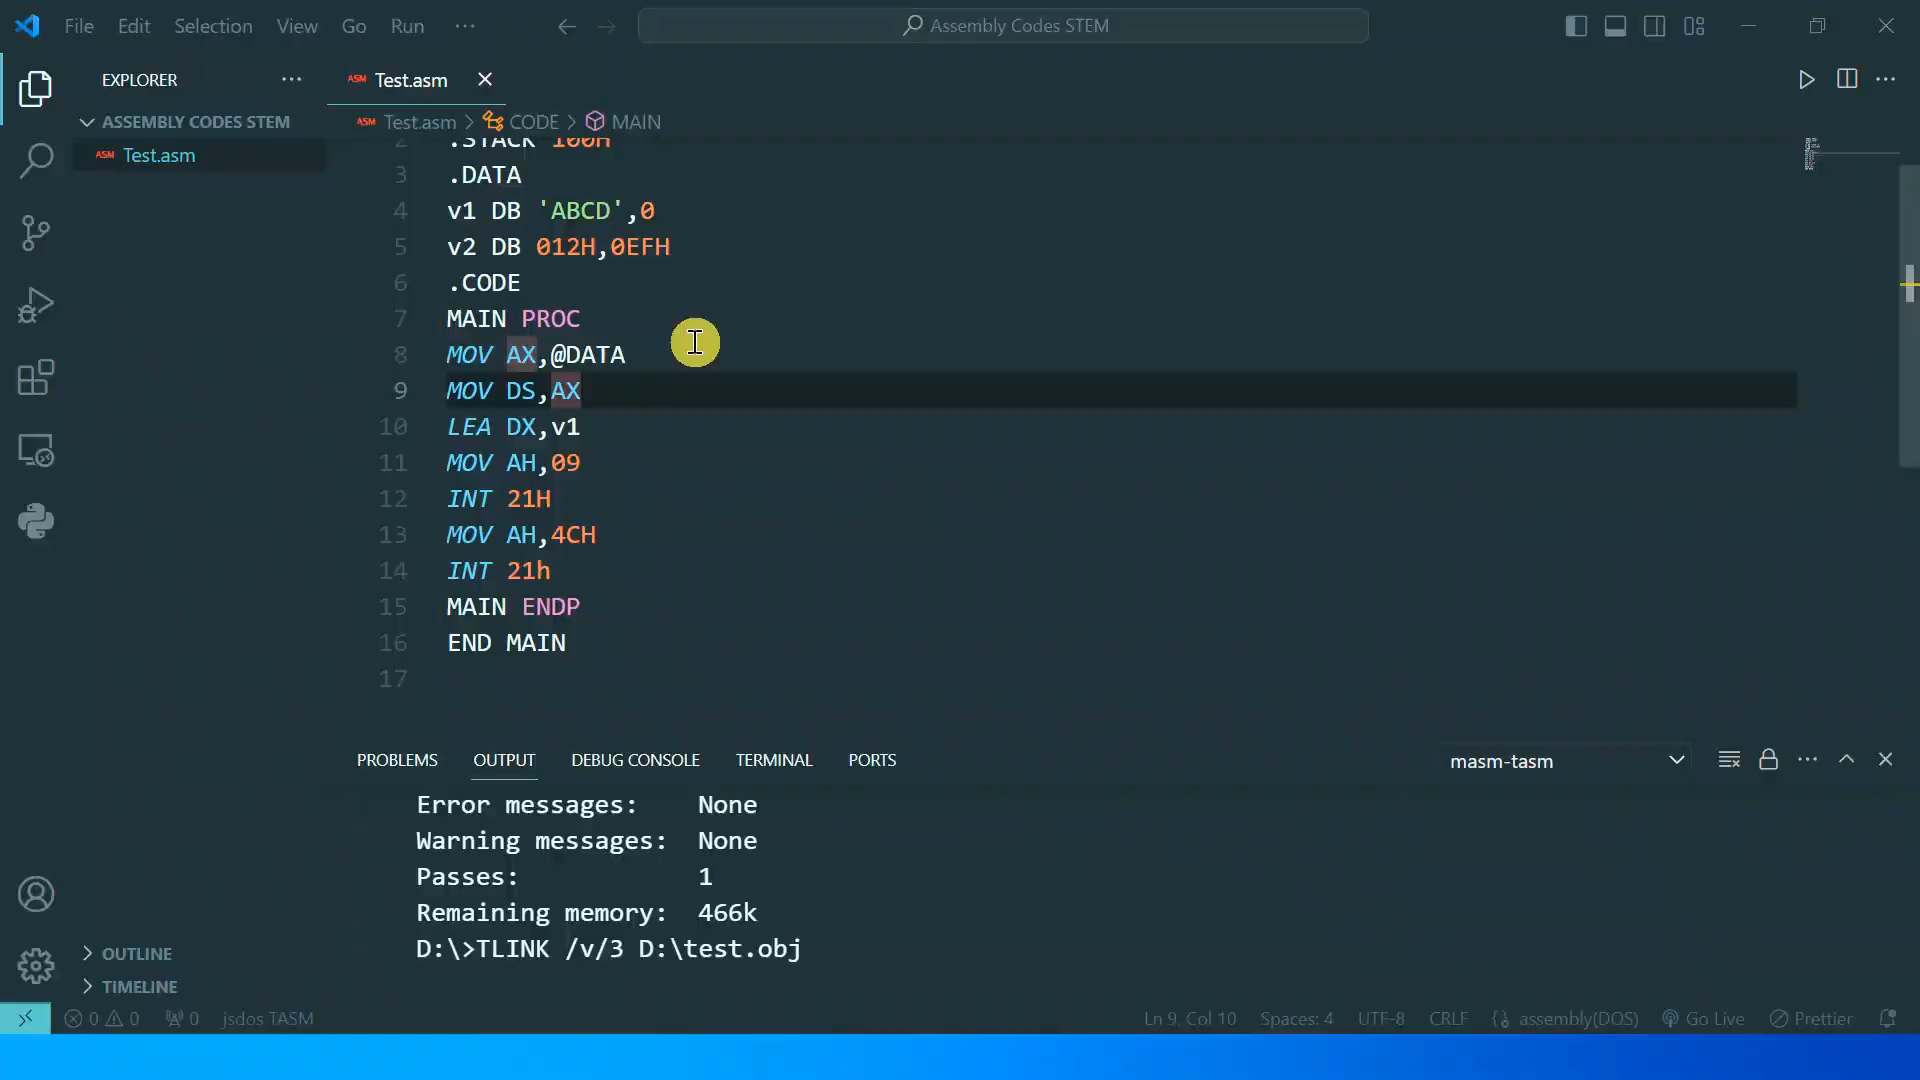 File Edit Selection View Go Run ··· Assembly Codes STEM
EXPLORER ···
ASM Test.asm
ASSEMBLY CODES STEM
ASM Test.asm
ASM Test.asm > CODE > MAIN
2 .STACK 100H
3 .DATA
4 v1 DB 'ABCD',0
5 v2 DB 012H,0EFH
6 .CODE
7 MAIN PROC
8 MOV AX,@DATA
9 MOV DS,AX
10 LEA DX,v1
11 MOV AH,09
12 INT 21H
13 MOV AH,4CH
14 INT 21h
15 MAIN ENDP
16 END MAIN
17
PROBLEMS OUTPUT DEBUG CONSOLE TERMINAL PORTS masm-tasm
Error messages: None
Warning messages: None
Passes: 1
Remaining memory: 466k
D:\>TLINK /v/3 D:\test.obj
OUTLINE
TIMELINE
0 0 0 jsdos TASM Ln 9, Col 10 Spaces: 4 UTF-8 CRLF assembly(DOS) Go Live Prettier